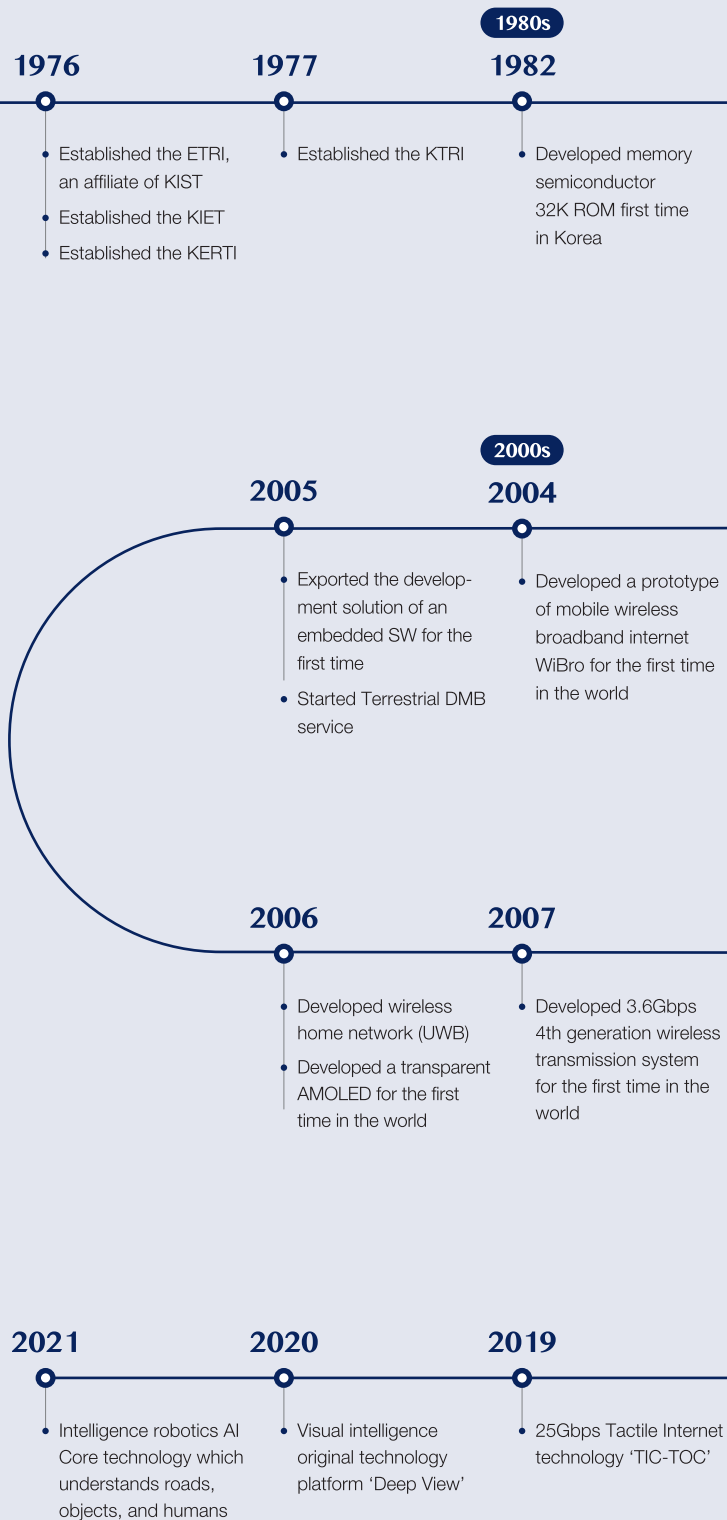 1976
Established the ETRI,
an affiliate of KIST
Established the KIET
Established the KERTI
1977
Established the KTRI
1980s
1982
Developed memory
semiconductor
32K ROM first time
in Korea
2005
Exported the develop-
ment solution of an
embedded SW for the
first time
Started Terrestrial DMB
service
2000s
2004
Developed a prototype
of mobile wireless
broadband internet
WiBro for the first time
in the world
2006
Developed wireless
home network (UWB)
Developed a transparent
AMOLED for the first
time in the world
2007
Developed 3.6Gbps
4th generation wireless
transmission system
for the first time in the
world
2021
Intelligence robotics AI
Core technology which
understands roads,
objects, and humans
2020
Visual intelligence
original technology
platform ‘Deep View’
2019
25Gbps Tactile Internet
technology ‘TIC-TOC’